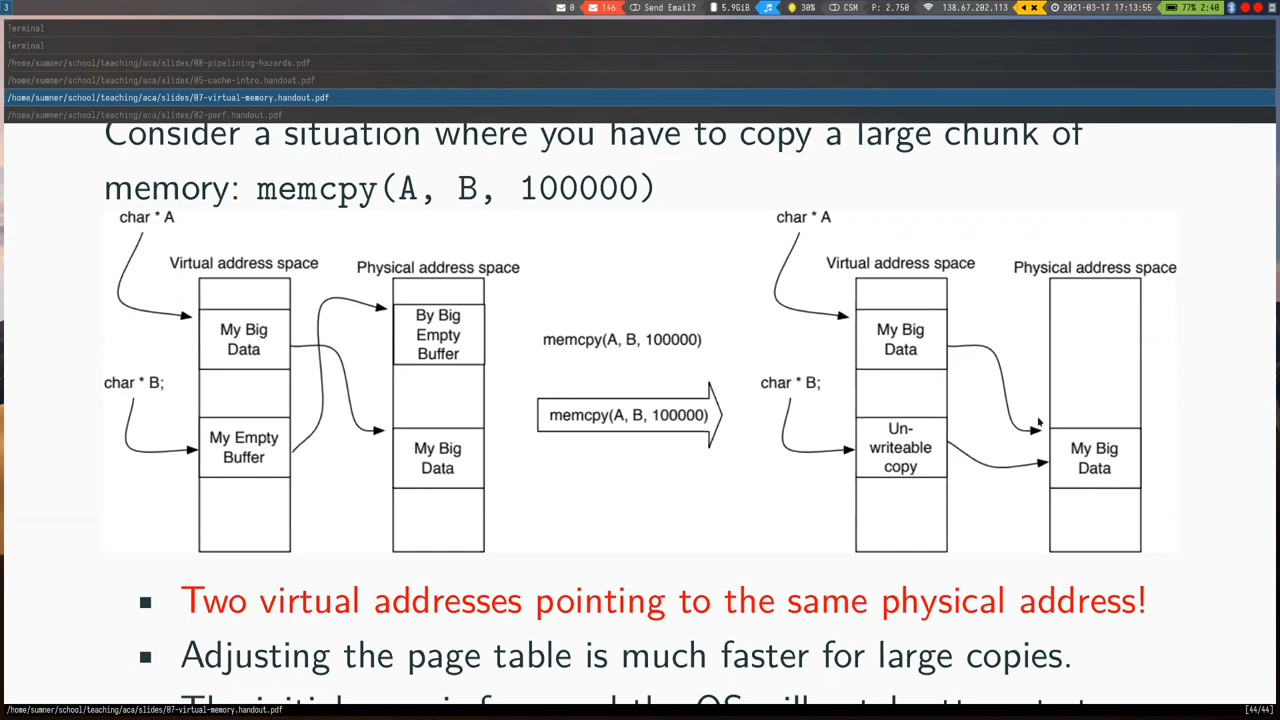 3
0
146
Send Email?
5.9GiB
30%
CSM
P: 2.750
138.67.202.113
2021-03-17 17:13:55
77% 2:40
Terminal
Terminal
/home/sumner/school/teaching/aca/slides/08-pipelining-hazards.pdf
/home/sumner/school/teaching/aca/slides/05-cache-intro.handout.pdf
/home/sumner/school/teaching/aca/slides/07-virtual-memory.handout.pdf
/home/sumner/school/teaching/aca/slides/02-perf.handout.pdf
Consider a situation where you have to copy a large chunk of
memory: memcpy(A, B, 100000)
char * A
Virtual address space
Physical address space
My Big
Data
By Big
Empty
Buffer
char * B;
My Empty
Buffer
My Big
Data
memcpy(A, B, 100000)
memcpy(A, B, 100000)
char * A
Virtual address space
Physical address space
My Big
Data
char * B;
Un-
writeable
copy
My Big
Data
▪ Two virtual addresses pointing to the same physical address!
▪ Adjusting the page table is much faster for large copies.
/home/sumner/school/teaching/aca/slides/07-virtual-memory.handout.pdf
[44/44]